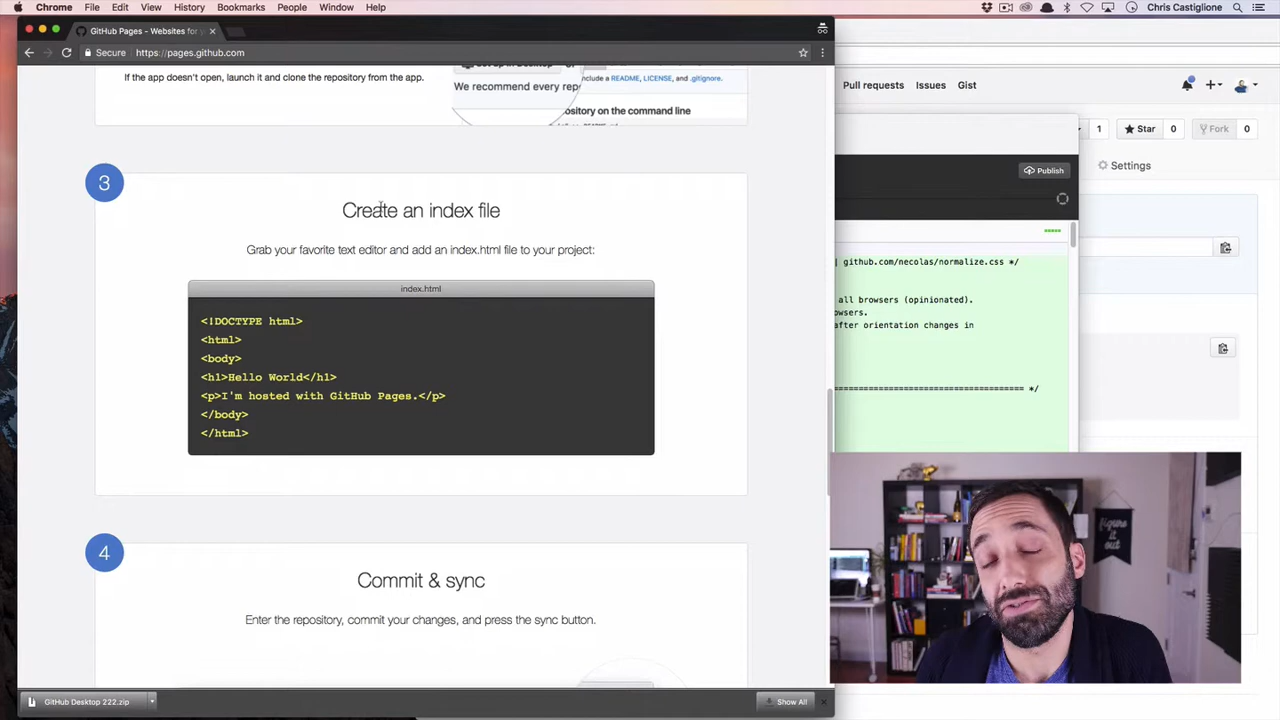 Chrome File Edit View History Bookmarks People Window Help
Chris Castiglione
GitHub Pages - Websites for
Secure https://pages.github.com
If the app doesn't open, launch it and clone the repository from the app.
We recommend every
include a README, LICENSE, and .gitignore.
on the command line
3
Create an index file
Grab your favorite text editor and add an index.html file to your project:
index.html
<!DOCTYPE html>
<html>
<body>
<h1>Hello World</h1>
<p>I'm hosted with GitHub Pages.</p>
</body>
</html>
4
Commit & sync
Enter the repository, commit your changes, and press the sync button.
GitHub Desktop 222.zip
Show All
Pull requests Issues Gist
1 Star 0 Fork 0
Publish
Settings
| github.com/necolas/normalize.css */
all browsers (opinionated).
after orientation changes in
======================================= */
figure
it
out